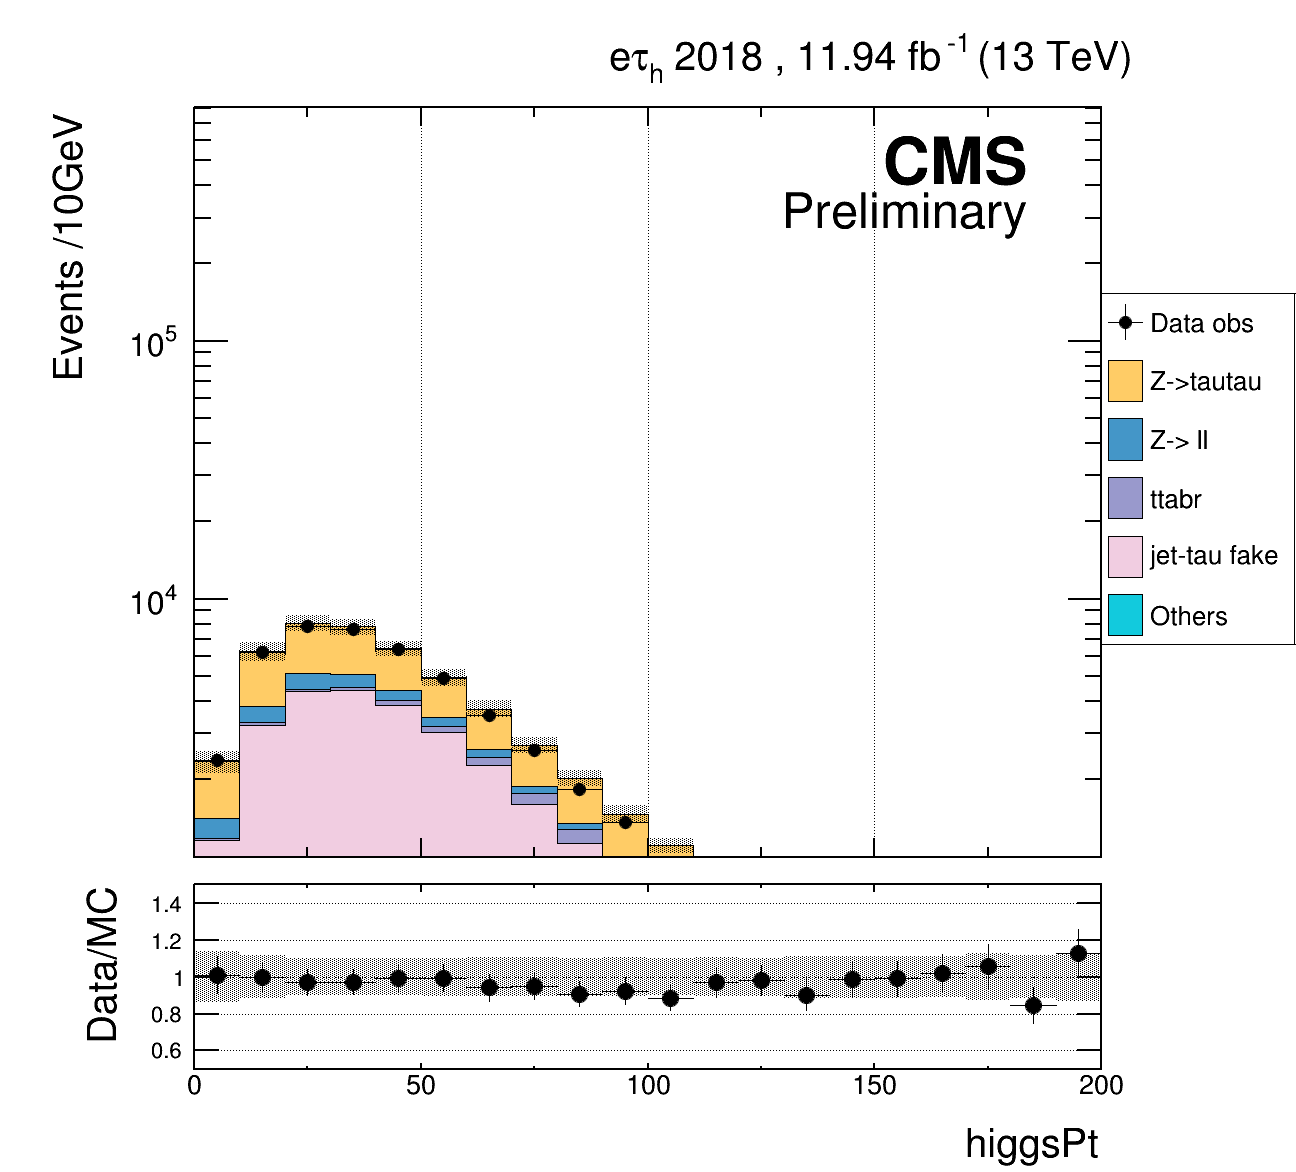 eτh 2018 , 11.94 fb-1 (13 TeV)
Events /10GeV
CMS
Preliminary
10^5
10^4
Data obs
Z->tautau
Z-> ll
ttabr
jet-tau fake
Others
Data/MC
1.4
1.2
1
0.8
0.6
0 50 100 150 200
higgsPt